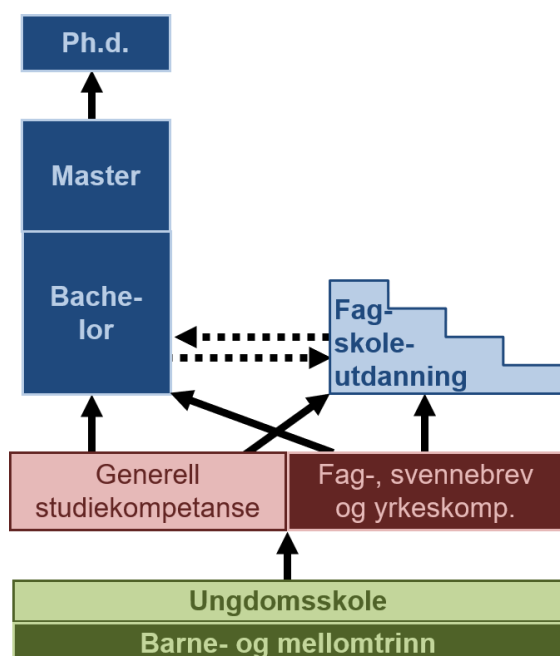 Ph.d.
Master
Bache-
lor
Fag-
skole-
utdanning
Generell
studiekompetanse
Fag-, svennebrev
og yrkeskomp.
Ungdomsskole
Barne- og mellomtrinn